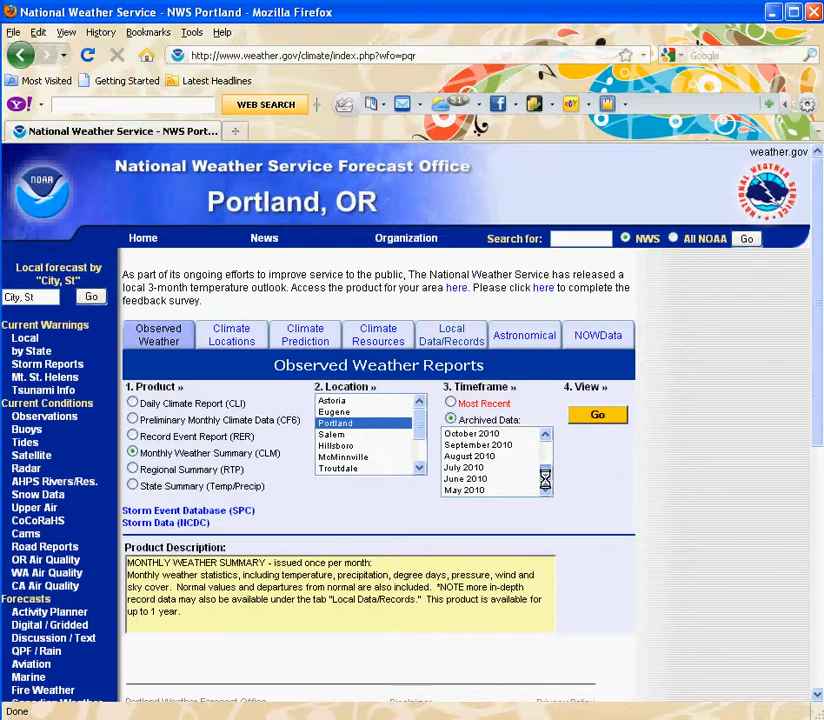 National Weather Service - NWS Portland - Mozilla Firefox
File Edit View History Bookmarks Tools Help
http://www.weather.gov/climate/index.php?wfo=pqr
Google
Most Visited Getting Started Latest Headlines
Y! WEB SEARCH 51°
National Weather Service - NWS Port...
weather.gov
NOAA
National Weather Service Forecast Office
Portland, OR
Home News Organization Search for: NWS All NOAA Go
Local forecast by
"City, St"
City, St Go
Current Warnings
Local
by State
Storm Reports
Mt. St. Helens
Tsunami Info
Current Conditions
Observations
Buoys
Tides
Satellite
Radar
AHPS Rivers/Res.
Snow Data
Upper Air
CoCoRaHS
Cams
Road Reports
OR Air Quality
WA Air Quality
CA Air Quality
Forecasts
Activity Planner
Digital / Gridded
Discussion / Text
QPF / Rain
Aviation
Marine
Fire Weather
As part of its ongoing efforts to improve service to the public, The National Weather Service has released a
local 3-month temperature outlook. Access the product for your area here. Please click here to complete the
feedback survey.
Observed Weather
Climate Locations
Climate Prediction
Climate Resources
Local Data/Records
Astronomical
NOWData
Observed Weather Reports
1. Product »
Daily Climate Report (CLI)
Preliminary Monthly Climate Data (CF6)
Record Event Report (RER)
Monthly Weather Summary (CLM)
Regional Summary (RTP)
State Summary (Temp/Precip)
2. Location »
Astoria
Eugene
Portland
Salem
Hillsboro
McMinnville
Troutdale
3. Timeframe »
Most Recent
Archived Data:
October 2010
September 2010
August 2010
July 2010
June 2010
May 2010
4. View »
Go
Storm Event Database (SPC)
Storm Data (NCDC)
Product Description:
MONTHLY WEATHER SUMMARY - issued once per month:
Monthly weather statistics, including temperature, precipitation, degree days, pressure, wind and
sky cover. Normal values and departures from normal are also included. *NOTE more in-depth
record data may also be available under the tab "Local Data/Records." This product is available for
up to 1 year.
Done